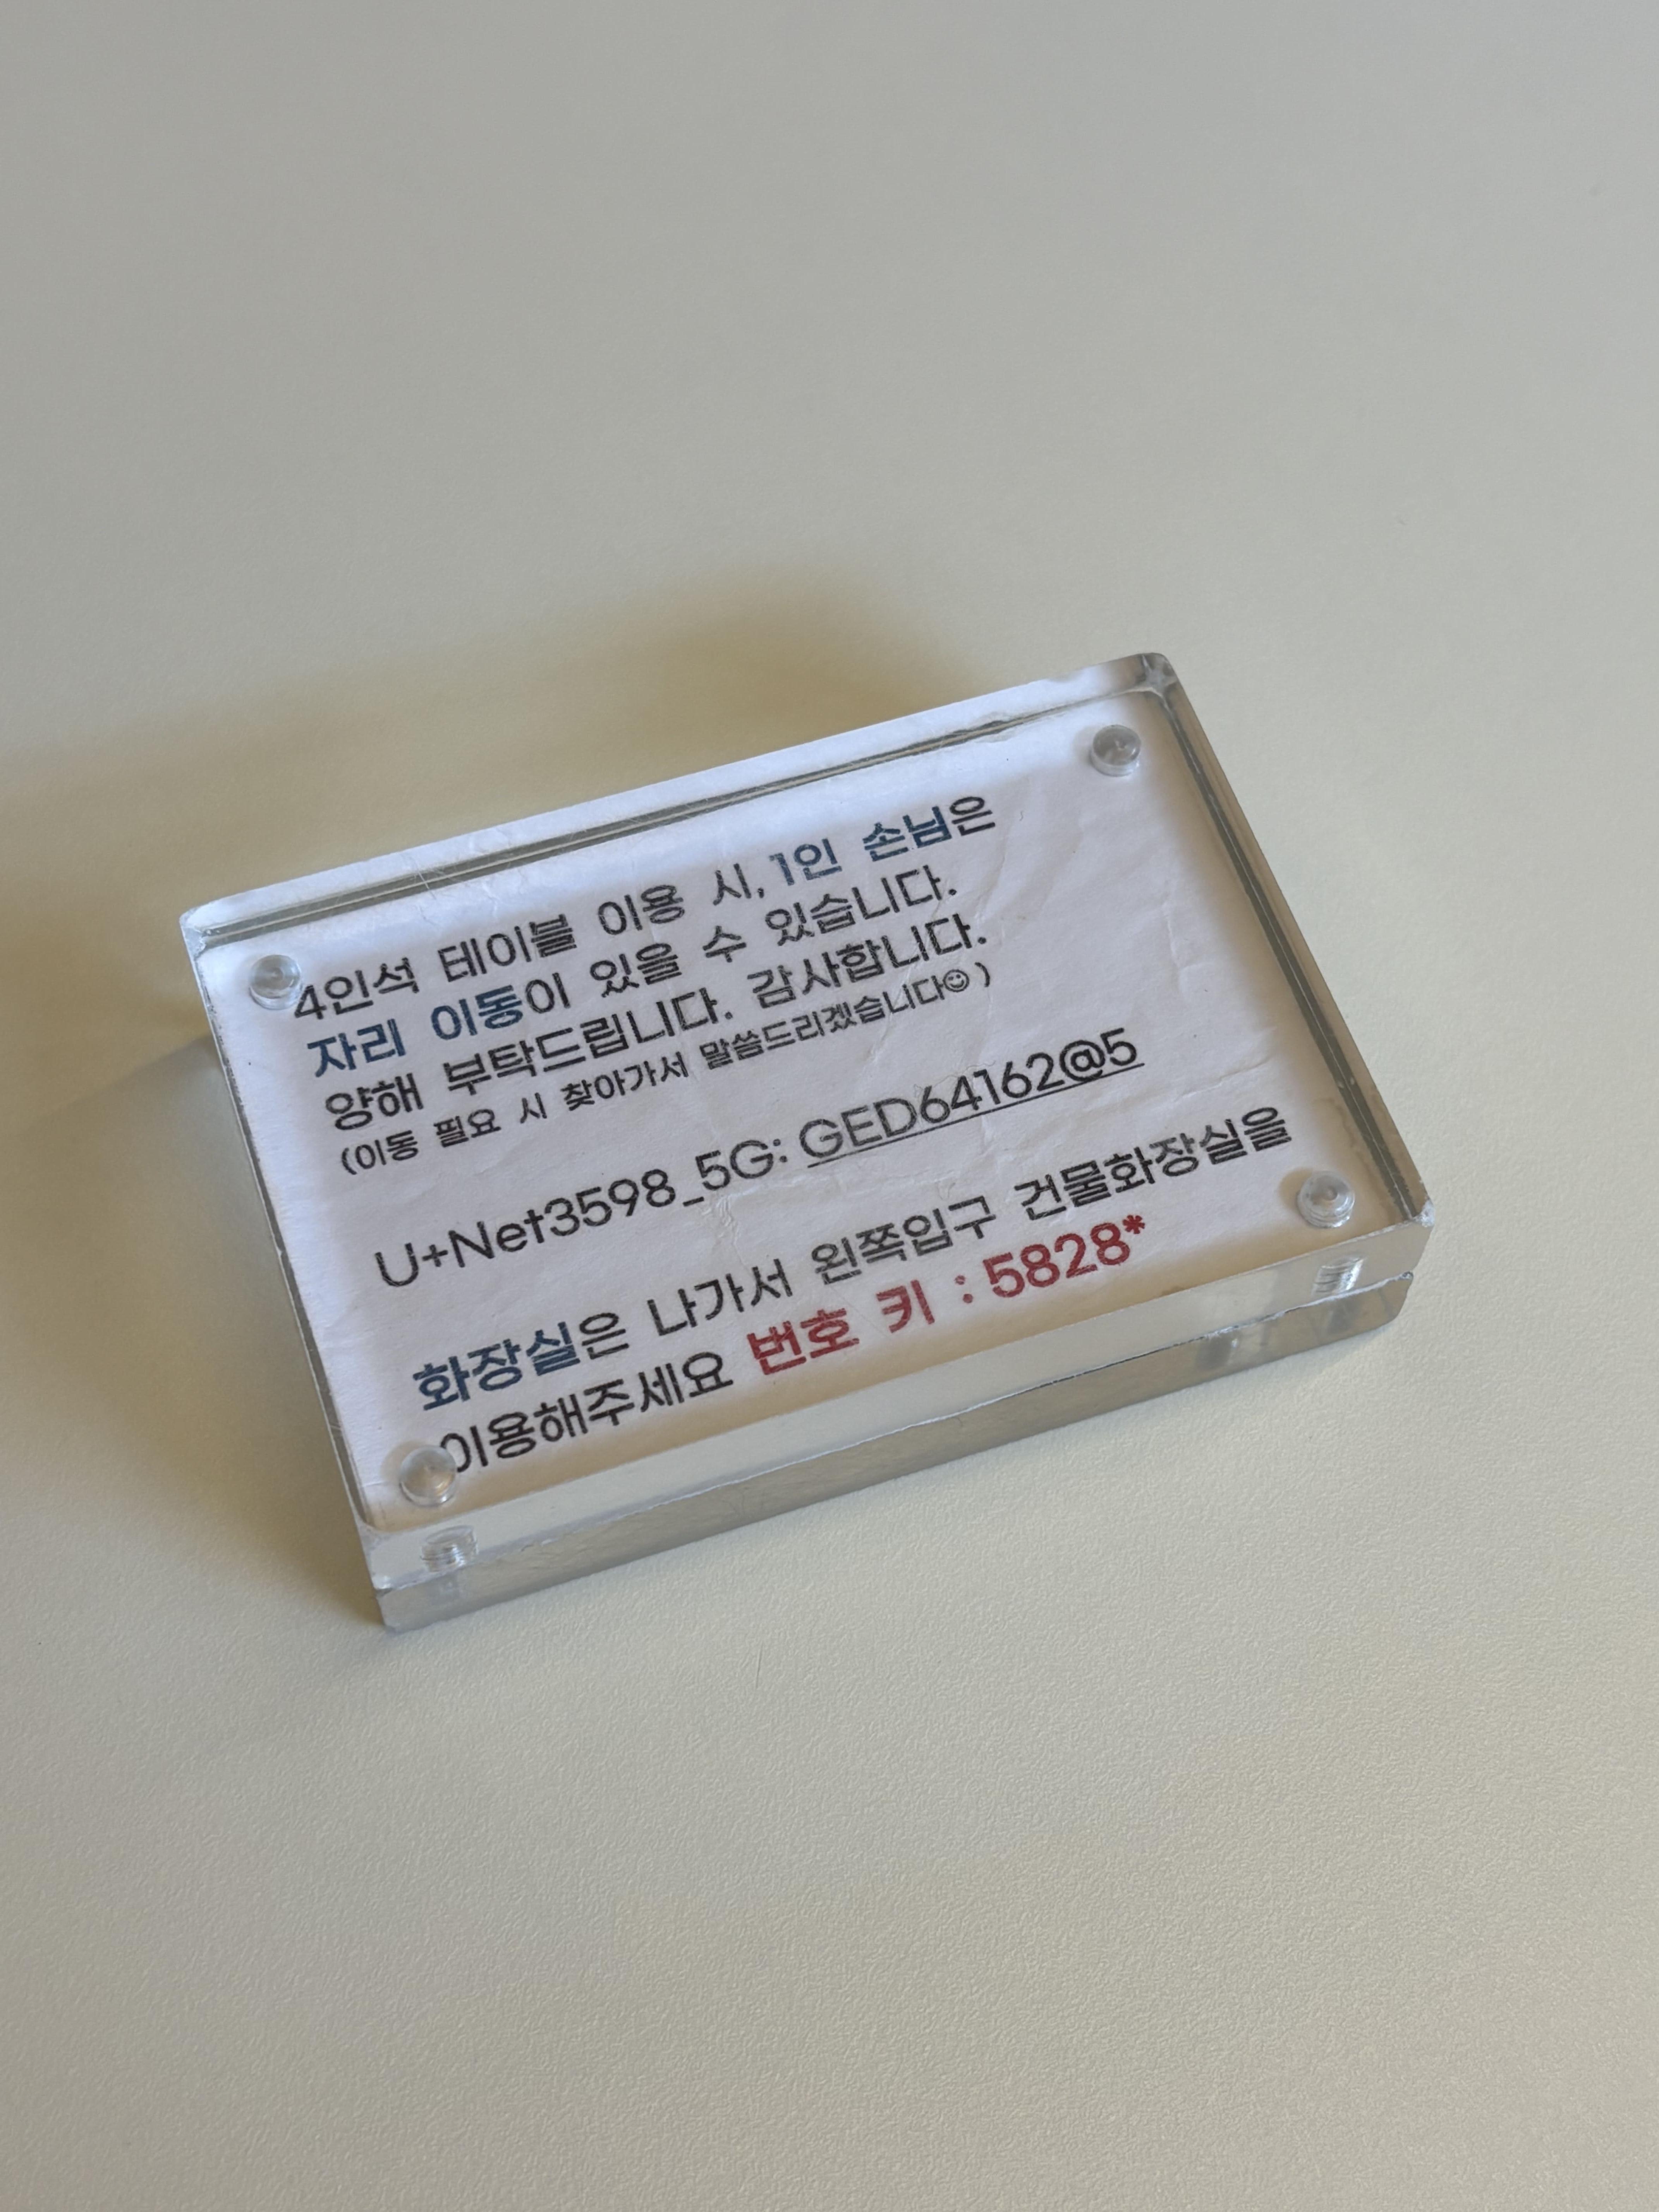 4인석 테이블 이용 시, 1인 손님은
자리 이동이 있을 수 있습니다.
양해 부탁드립니다. 감사합니다.
(이동 필요 시 찾아가서 말씀드리겠습니다☺)
U+Net3598_5G: GED64162@5
화장실은 나가서 왼쪽입구 건물화장실을
이용해주세요 번호 키 : 5828*